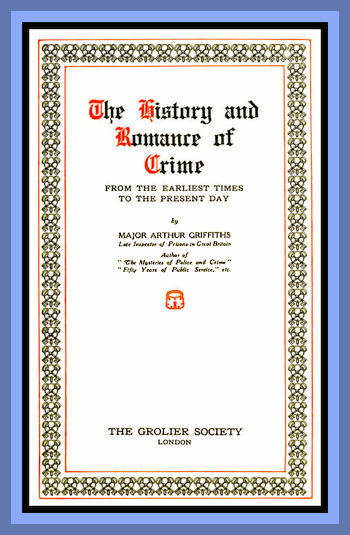 The History and
Romance of
Crime
FROM THE EARLIEST TIMES
TO THE PRESENT DAY
by
MAJOR ARTHUR GRIFFITHS
Late Inspector of Prisons in Great Britain
Author of
"The Mysteries of Police and Crime"
"Fifty Years of Public Service," etc.
THE GROLIER SOCIETY
LONDON